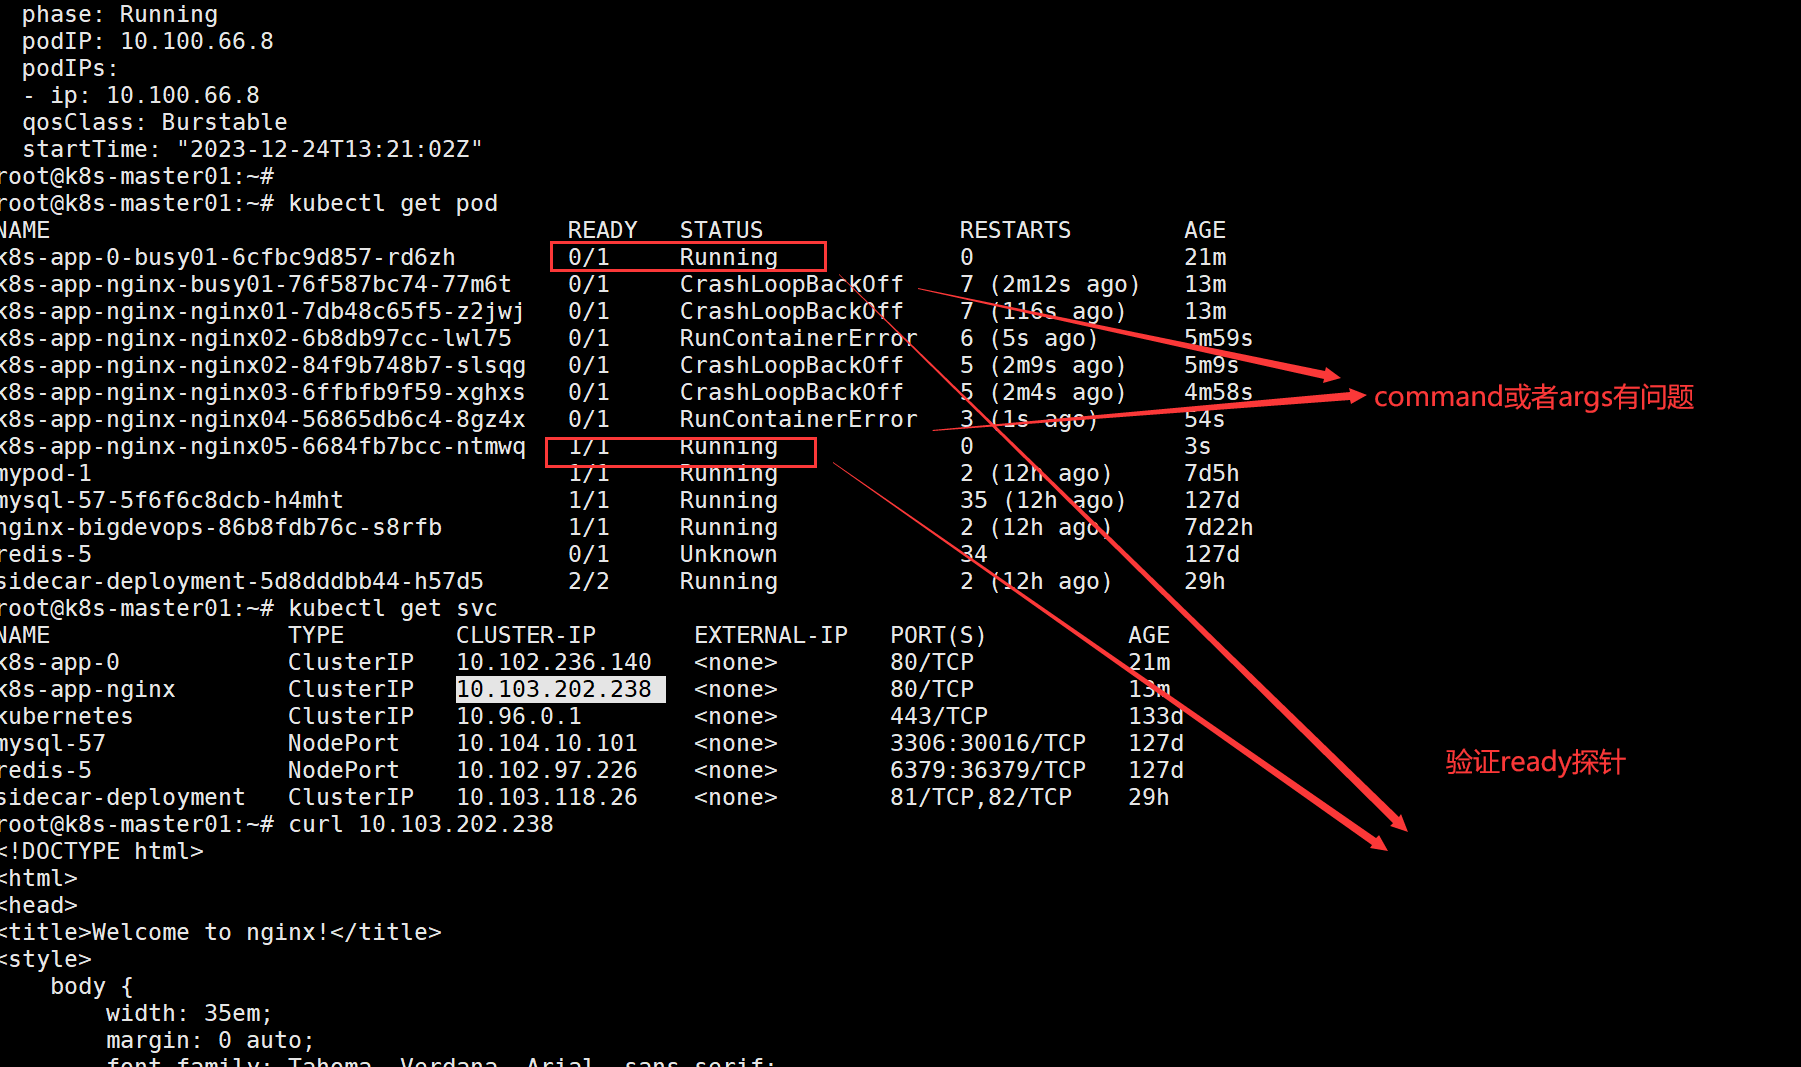 phase: Running
podIP: 10.100.66.8
podIPs:
- ip: 10.100.66.8
qosClass: Burstable
startTime: "2023-12-24T13:21:02Z"
root@k8s-master01:~#
root@k8s-master01:~# kubectl get pod
NAME READY STATUS RESTARTS AGE
k8s-app-0-busy01-6cfbc9d857-rd6zh 0/1 Running 0 21m
k8s-app-nginx-busy01-76f587bc74-77m6t 0/1 CrashLoopBackOff 7 (2m12s ago) 13m
k8s-app-nginx-nginx01-7db48c65f5-z2jwj 0/1 CrashLoopBackOff 7 (116s ago) 13m
k8s-app-nginx-nginx02-6b8db97cc-lwl75 0/1 RunContainerError 6 (5s ago) 5m59s
k8s-app-nginx-nginx02-84f9b748b7-slsqg 0/1 CrashLoopBackOff 5 (2m9s ago) 5m9s
k8s-app-nginx-nginx03-6ffbfb9f59-xghxs 0/1 CrashLoopBackOff 5 (2m4s ago) 4m58s
command或者args有问题
k8s-app-nginx-nginx04-56865db6c4-8gz4x 0/1 RunContainerError 3 (1s ago) 54s
k8s-app-nginx-nginx05-6684fb7bcc-ntmwq 1/1 Running 0 3s
mypod-1 1/1 Running 2 (12h ago) 7d5h
mysql-57-5f6f6c8dcb-h4mht 1/1 Running 35 (12h ago) 127d
nginx-bigdevops-86b8fdb76c-s8rfb 1/1 Running 2 (12h ago) 7d22h
redis-5 0/1 Unknown 34 127d
sidecar-deployment-5d8dddbb44-h57d5 2/2 Running 2 (12h ago) 29h
root@k8s-master01:~# kubectl get svc
NAME TYPE CLUSTER-IP EXTERNAL-IP PORT(S) AGE
k8s-app-0 ClusterIP 10.102.236.140 <none> 80/TCP 21m
k8s-app-nginx ClusterIP 10.103.202.238 <none> 80/TCP 13m
kubernetes ClusterIP 10.96.0.1 <none> 443/TCP 133d
mysql-57 NodePort 10.104.10.101 <none> 3306:30016/TCP 127d
验证ready探针
redis-5 NodePort 10.102.97.226 <none> 6379:36379/TCP 127d
sidecar-deployment ClusterIP 10.103.118.26 <none> 81/TCP,82/TCP 29h
root@k8s-master01:~# curl 10.103.202.238
<!DOCTYPE html>
<html>
<head>
<title>Welcome to nginx!</title>
<style>
body {
width: 35em;
margin: 0 auto;
font-family: Tahoma, Verdana, Arial, sans-serif;